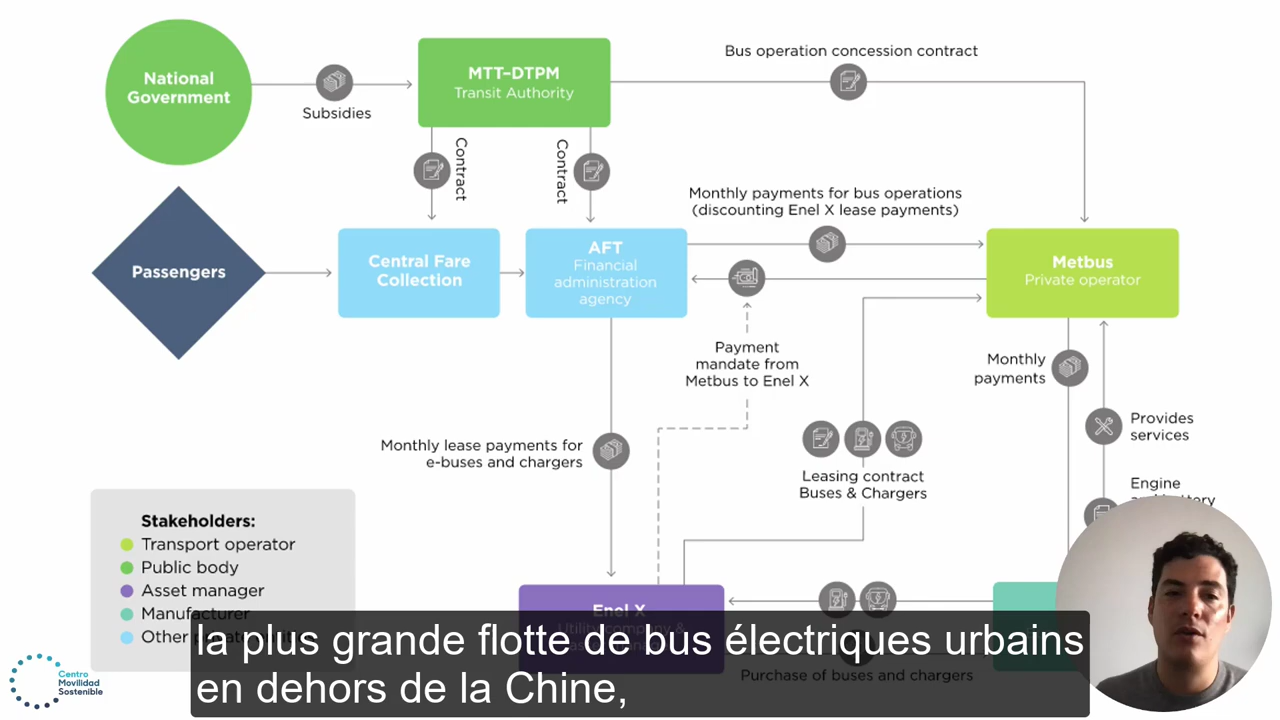 National
Government
Subsidies
MTT–DTPM
Transit Authority
Bus operation concession contract
Contract
Contract
Monthly payments for bus operations
(discounting Enel X lease payments)
Passengers
Central Fare
Collection
AFT
Financial
administration
agency
Metbus
Private operator
Payment
mandate from
Metbus to Enel X
Monthly
payments
Provides
services
Monthly lease payments for
e-buses and chargers
Leasing contract
Buses & Chargers
Engine
Stakeholders:
Transport operator
Public body
Asset manager
Manufacturer
Other
Enel X
Utility company &
Purchase of buses and chargers
la plus grande flotte de bus électriques urbains
en dehors de la Chine,
Centro
Movilidad
Sostenible